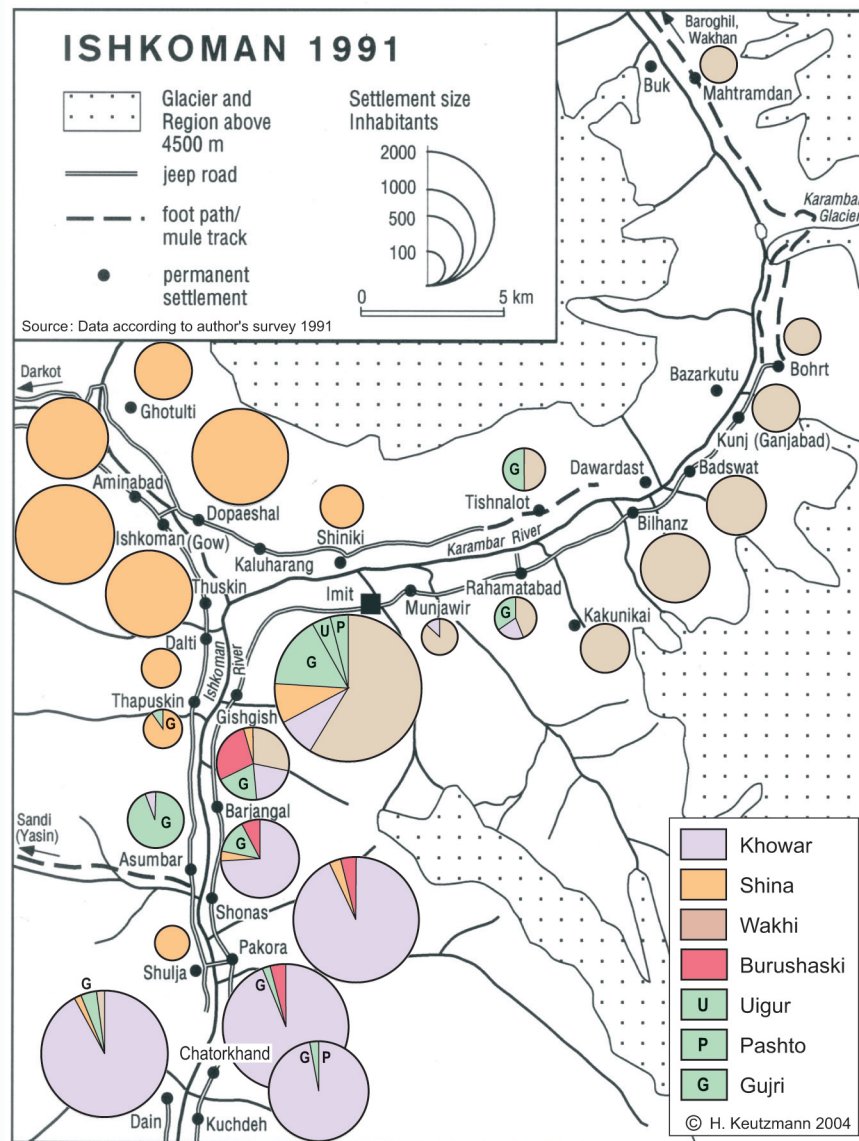 ISHKOMAN 1991
Glacier and
Region above
4500 m
jeep road
foot path/
mule track
permanent
settlement
Settlement size
Inhabitants
2000
1000
500
100
0
5 km
Source: Data according to author's survey 1991
Baroghil,
Wakhan
Buk
Mahtramdan
Karambar
Glacier
Darkot
Ghotulti
Bazarkutu
Bohrt
Kunj (Ganjabad)
Aminabad
Dopaeshal
G
Dawardast
Badswat
Ishkoman (Gow)
Shiniki
Tishnalot
Kaluharang
Karambar River
Bilhanz
Thuskin
Imit
Munjawir
Rahamatabad
G
Kakunikai
Dalti
Ishkoman
River
U
P
G
Thapuskin
G
Gishgish
G
Sandi
(Yasin)
G
Barjangal
Asumbar
G
Shonas
Shulja
Pakora
G
G
Chatorkhand
G
P
Dain
Kuchdeh
Khowar
Shina
Wakhi
Burushaski
U
Uigur
P
Pashto
G
Gujri
© H. Keutzmann 2004